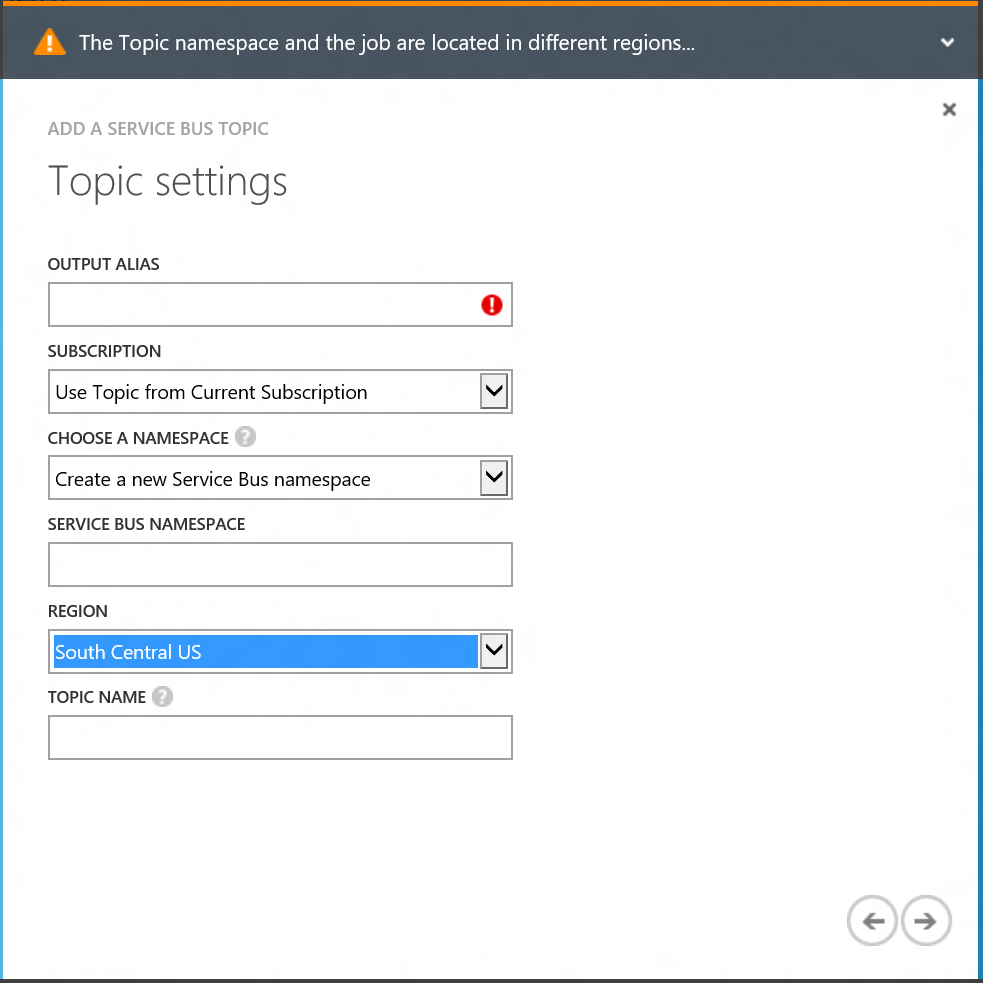 The Topic namespace and the job are located in different regions...
ADD A SERVICE BUS TOPIC
Topic settings
OUTPUT ALIAS
SUBSCRIPTION
Use Topic from Current Subscription
CHOOSE A NAMESPACE ?
Create a new Service Bus namespace
SERVICE BUS NAMESPACE
REGION
South Central US
TOPIC NAME ?